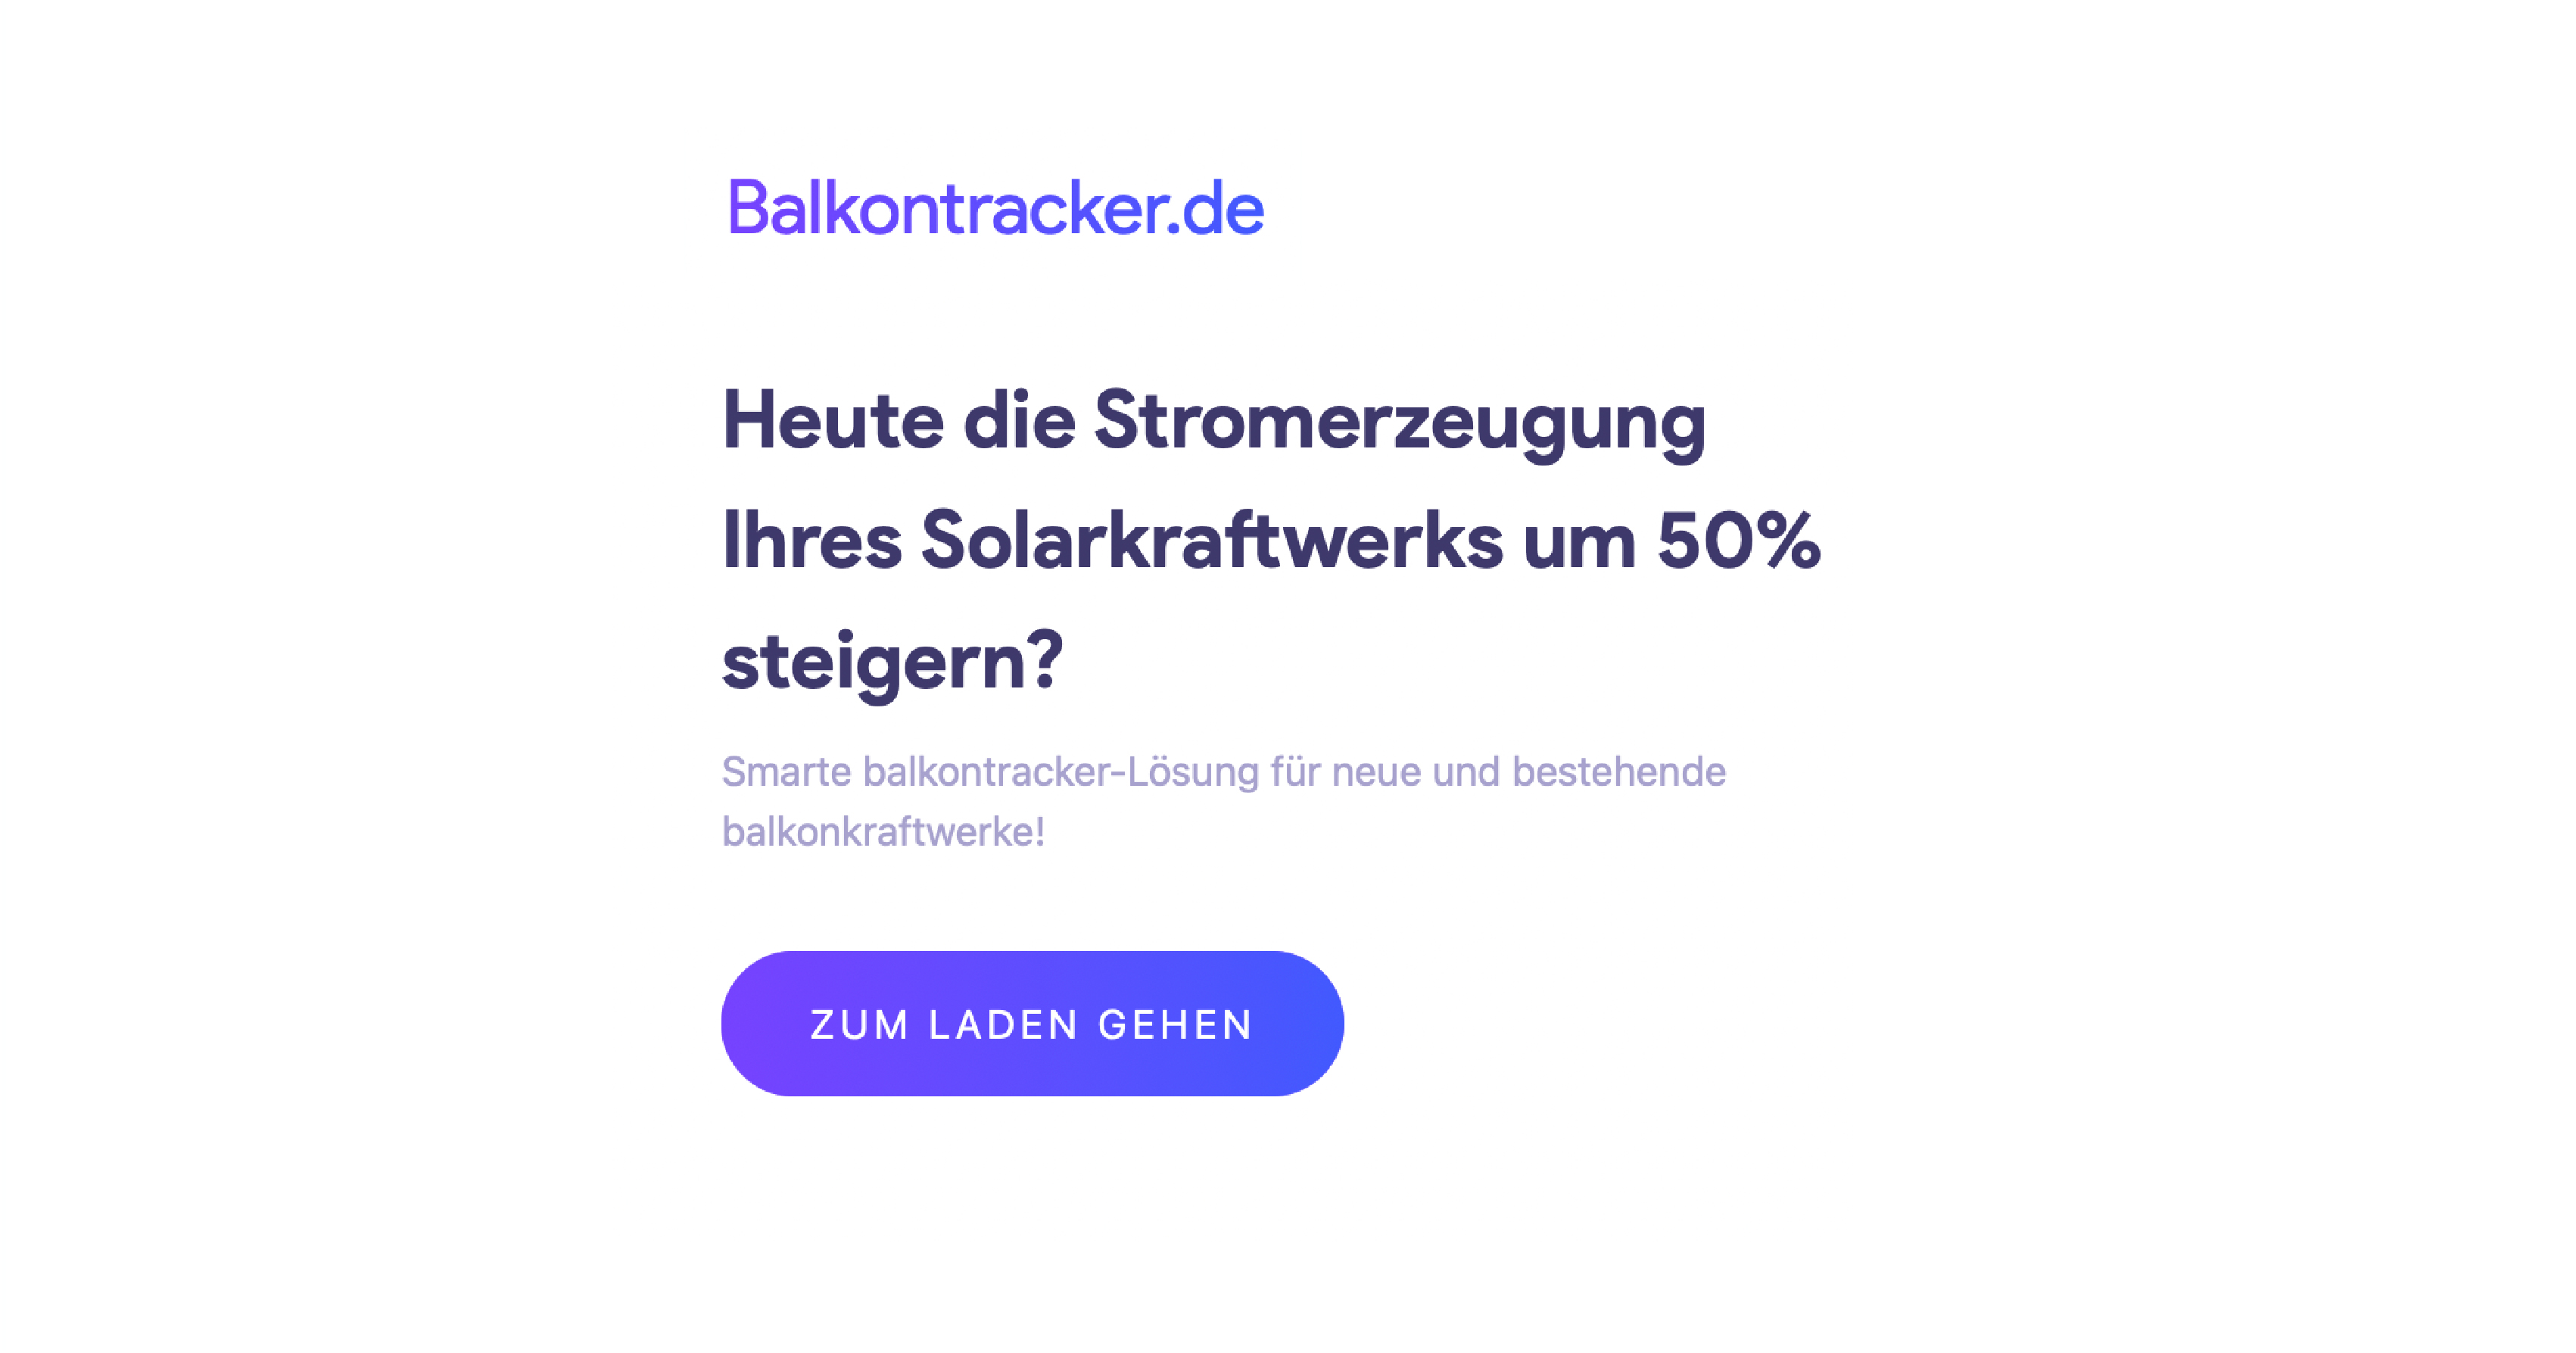 Balkontracker.de
Heute die Stromerzeugung
Ihres Solarkraftwerks um 50%
steigern?
Smarte balkontracker-Lösung für neue und bestehende
balkonkraftwerke!
ZUM LADEN GEHEN